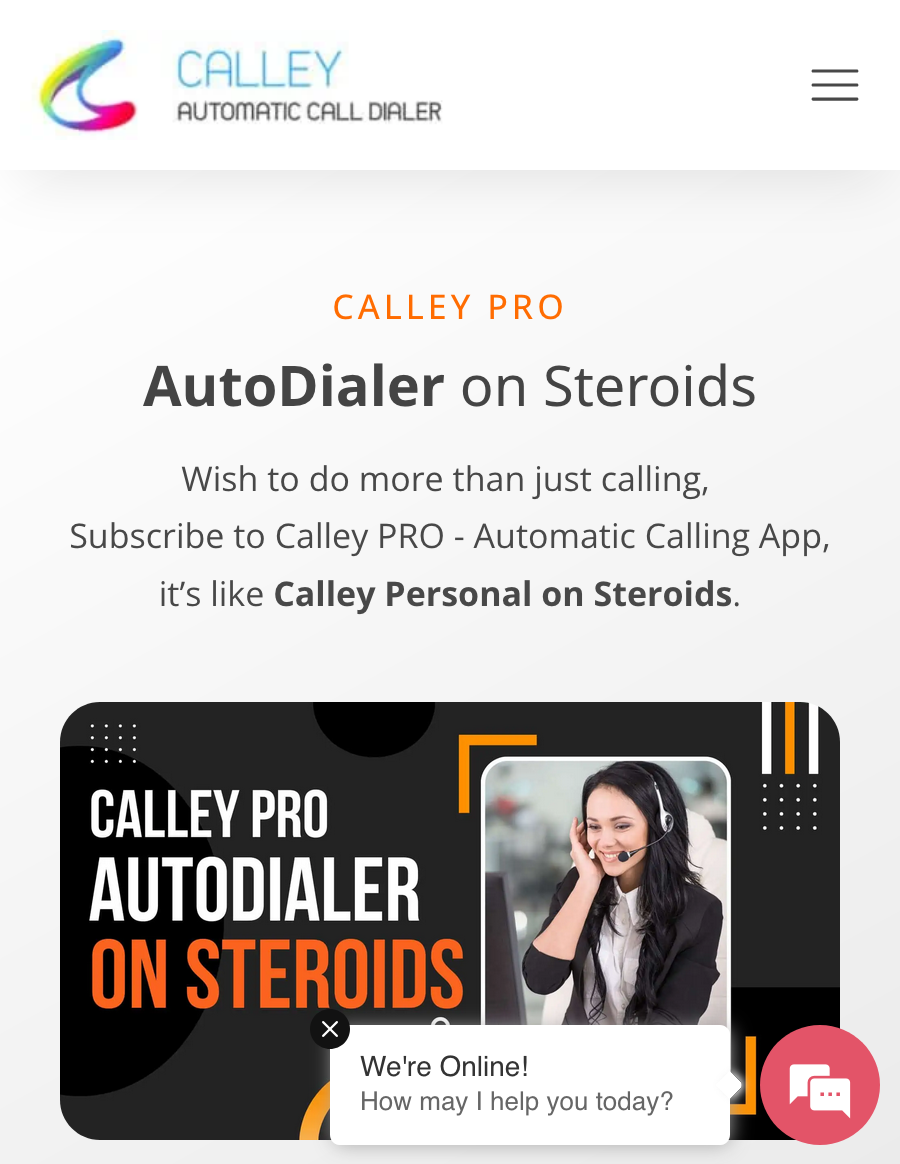 CALLEY
AUTOMATIC CALL DIALER
CALLEY PRO
AutoDialer on Steroids
Wish to do more than just calling,
Subscribe to Calley PRO - Automatic Calling App,
it’s like Calley Personal on Steroids.
CALLEY PRO
AUTODIALER
ON STEROIDS
We're Online!
How may I help you today?